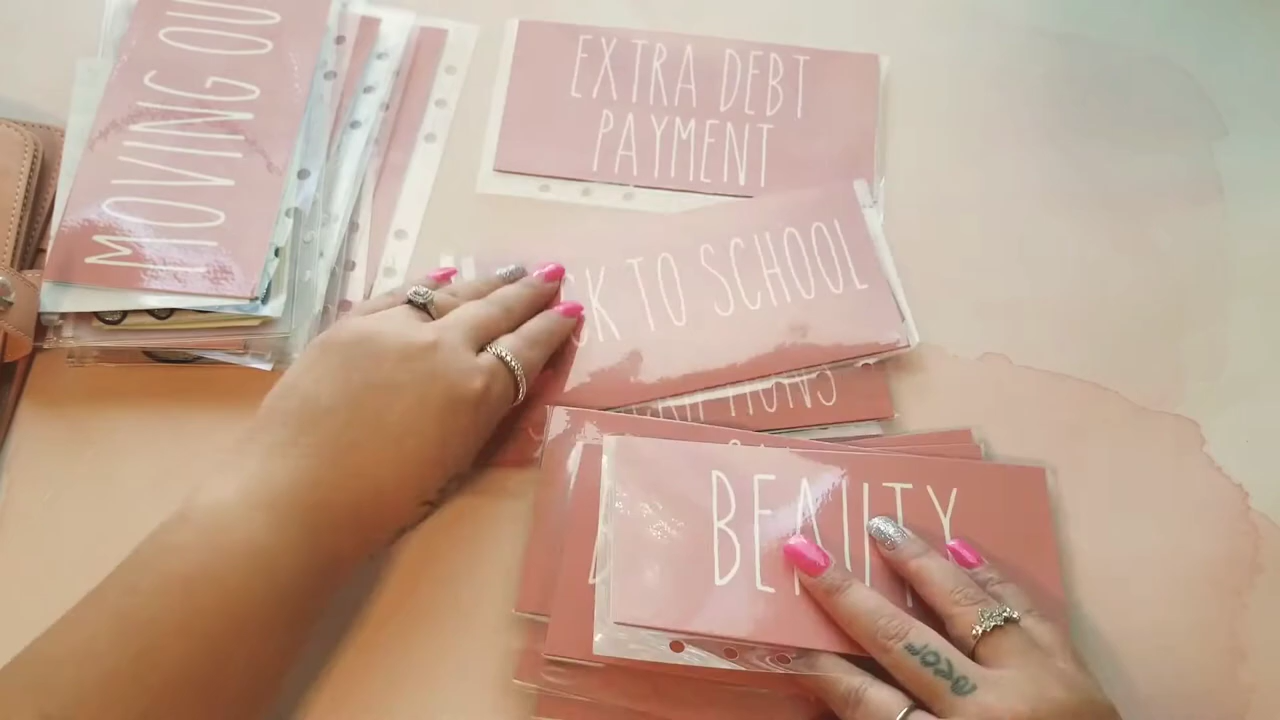 MOVING OU
EXTRA DEBT
PAYMENT
CK TO SCHOOL
BEAUTY